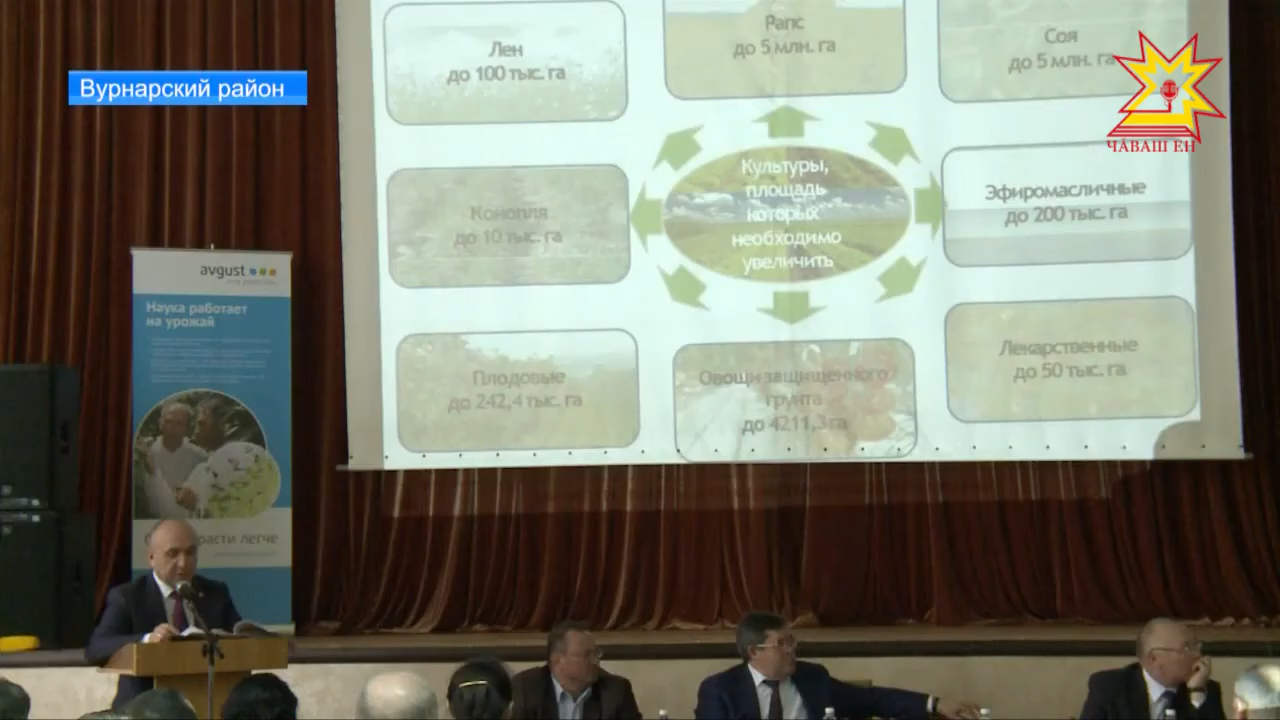 Вурнарский район
ЧӐВАШ ЕН
Лен
до 100 тыс. га
Рапс
до 5 млн. га
Соя
до 5 млн. га
Конопля
до 10 тыс. га
Культуры,
площадь
которых
необходимо
увеличить
Эфиромасличные
до 200 тыс. га
Плодовые
до 242,4 тыс. га
Овощи защищенного
грунта
до 4211,3 га
Лекарственные
до 50 тыс. га
avgust
Наука работает
на урожай
расти легче